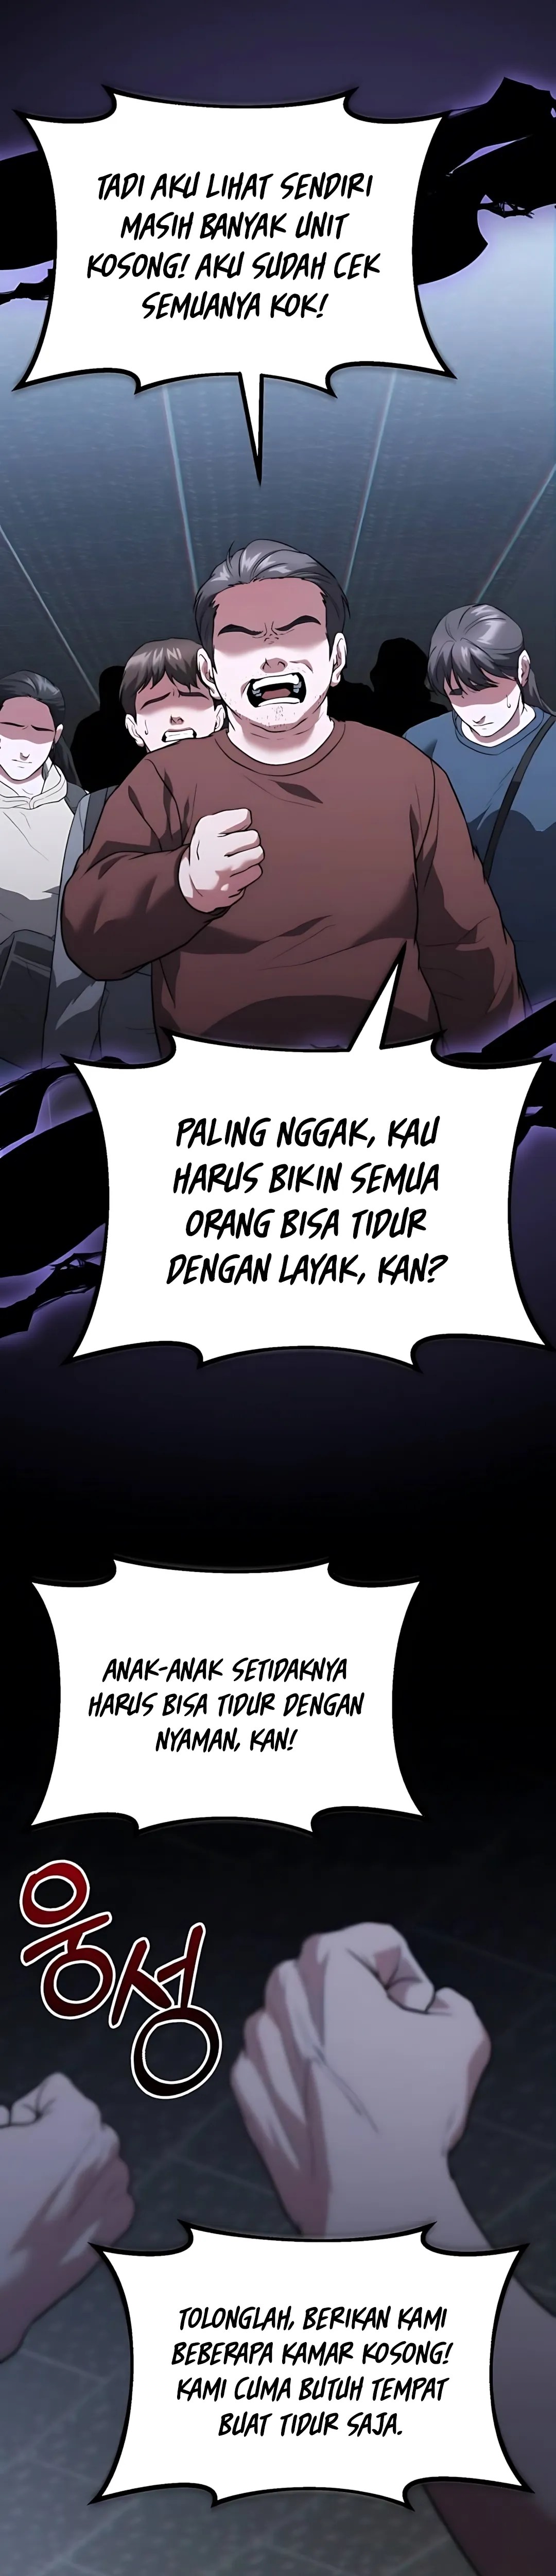 TADI AKU LIHAT SENDIRI
MASIH BANYAK UNIT
KOSONG! AKU SUDAH CEK
SEMUANYA KOK!
PALING NGGAK, KAU
HARUS BIKIN SEMUA
ORANG BISA TIDUR
DENGAN LAYAK, KAN?
ANAK-ANAK SETIDAKNYA
HARUS BISA TIDUR DENGAN
NYAMAN, KAN!
웅성
TOLONGLAH, BERIKAN KAMI
BEBERAPA KAMAR KOSONG!
KAMI CUMA BUTUH TEMPAT
BUAT TIDUR SAJA.